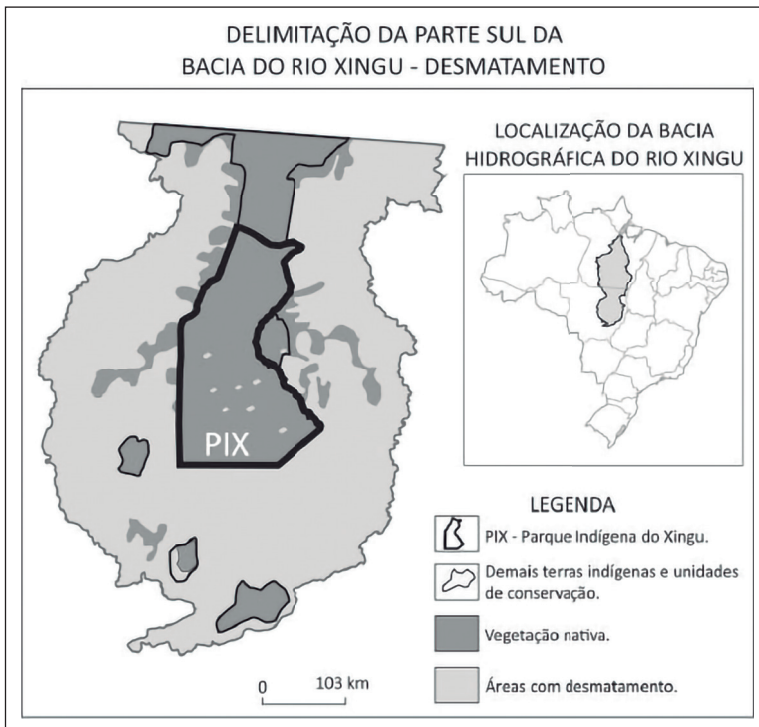 DELIMITAÇÃO DA PARTE SUL DA
BACIA DO RIO XINGU - DESMATAMENTO
LOCALIZAÇÃO DA BACIA
HIDROGRÁFICA DO RIO XINGU
PIX
LEGENDA
PIX - Parque Indígena do Xingu.
Demais terras indígenas e unidades
de conservação.
Vegetação nativa.
Áreas com desmatamento.
0 103 km